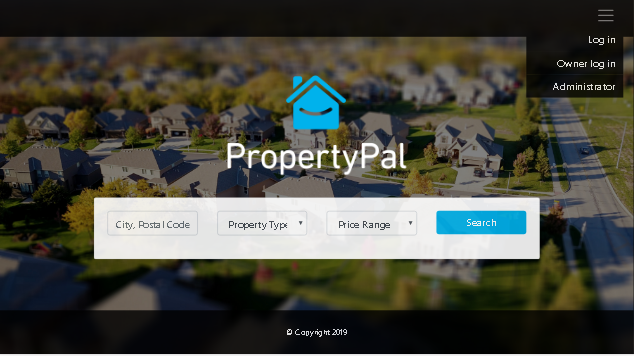 Log in
Owner log in
Administrator
PropertyPal
City, Postal Code
Property Type
Price Range
Search
© Copyright 2019